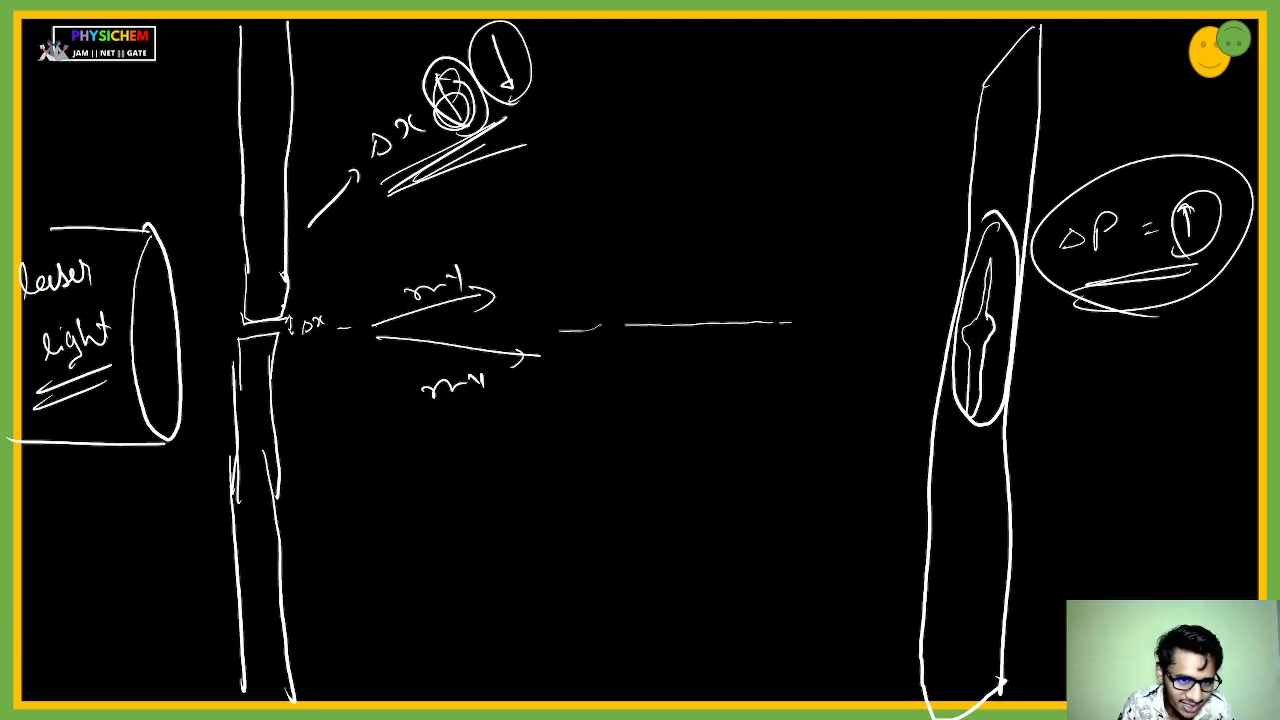 PHYSICHEM
JAM || NET || GATE
Δx ↓
ΔP = ↑
laser
light
Δx